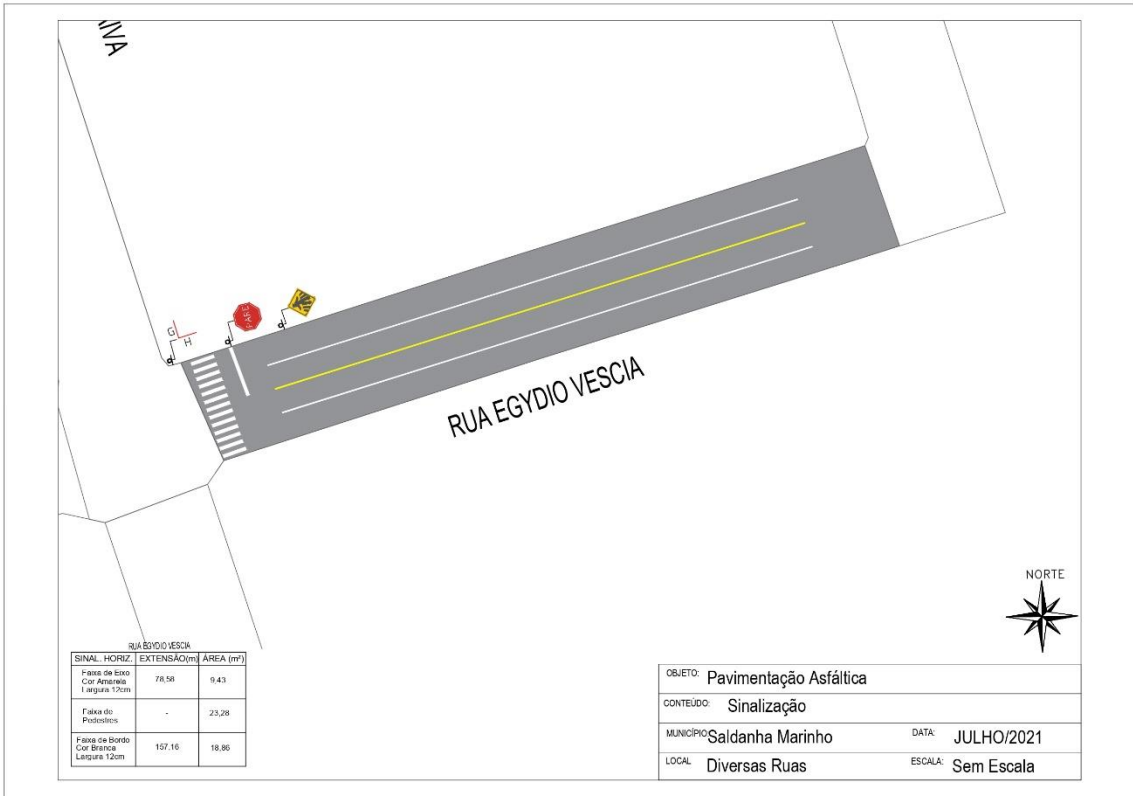 AIVA
G
H
PARE
RUA EGYDIO VESCIA
NORTE
RUA EGYDIO VESCIA
SINAL. HORIZ. EXTENSÃO(m) ÁREA (m²)
Faixa de Eixo
Cor Amarela
Largura 12cm
78,58 9,43
Faixa de
Pedestres
- 23,28
Faixa de Bordo
Cor Branca
Largura 12cm
157,16 18,86
OBJETO: Pavimentação Asfáltica
CONTEÚDO: Sinalização
MUNICÍPIO: Saldanha Marinho DATA: JULHO/2021
LOCAL Diversas Ruas ESCALA: Sem Escala